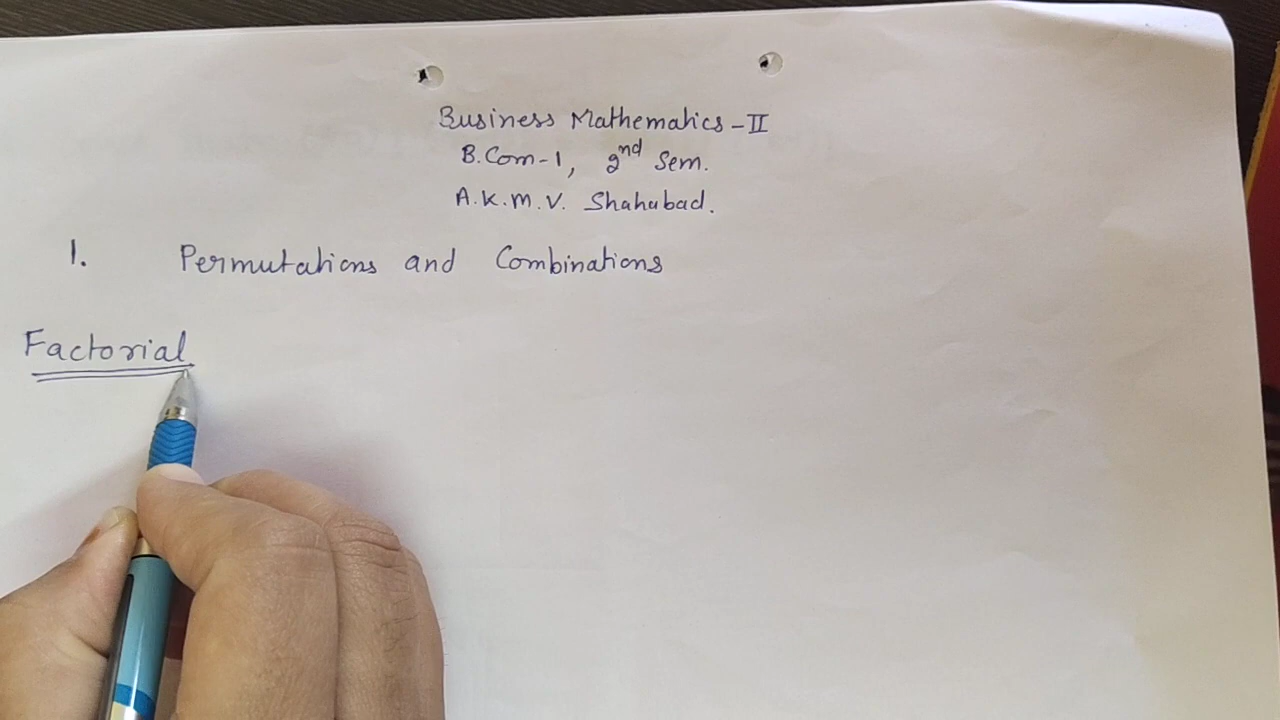 Business Mathematics - II
B.Com-1, 2nd Sem.
A.K.M.V. Shahabad.
1. Permutations and Combinations
Factorial